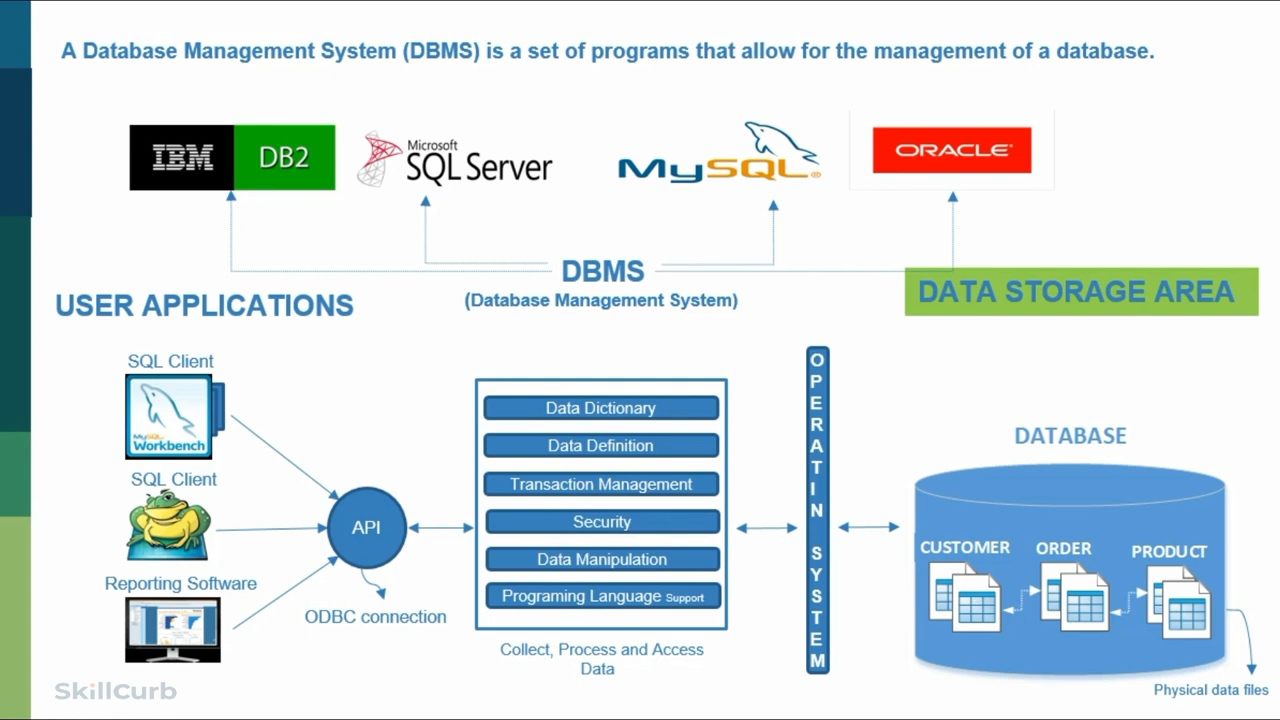 A Database Management System (DBMS) is a set of programs that allow for the management of a database.
IBM DB2
Microsoft
SQL Server
MySQL®
ORACLE®
DBMS
(Database Management System)
USER APPLICATIONS
DATA STORAGE AREA
SQL Client
MySQL
Workbench
SQL Client
Reporting Software
API
ODBC connection
Data Dictionary
Data Definition
Transaction Management
Security
Data Manipulation
Programing Language Support
Collect, Process and Access
Data
OPERATIN SYSTEM
DATABASE
CUSTOMER
ORDER
PRODUCT
Physical data files
SkillCurb